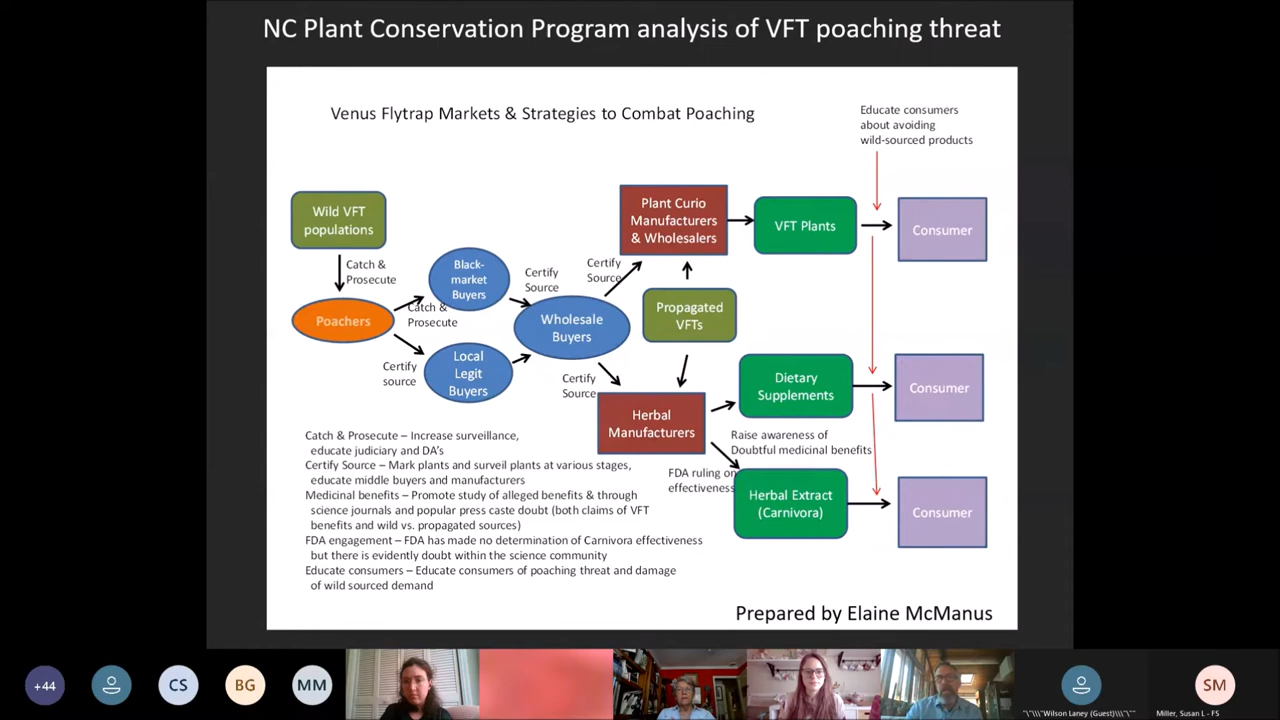 NC Plant Conservation Program analysis of VFT poaching threat
Venus Flytrap Markets & Strategies to Combat Poaching
Educate consumers
about avoiding
wild-sourced products
Wild VFT
populations
Catch &
Prosecute
Poachers
Catch &
Prosecute
Certify
source
Black-
market
Buyers
Local
Legit
Buyers
Certify
Source
Wholesale
Buyers
Certify
Source
Certify
Source
Plant Curio
Manufacturers
& Wholesalers
Propagated
VFTs
Herbal
Manufacturers
VFT Plants
Consumer
Dietary
Supplements
Consumer
Raise awareness of
Doubtful medicinal benefits
FDA ruling on
effectiveness
Herbal Extract
(Carnivora)
Consumer
Catch & Prosecute – Increase surveillance,
educate judiciary and DA's
Certify Source – Mark plants and surveil plants at various stages,
educate middle buyers and manufacturers
Medicinal benefits – Promote study of alleged benefits & through
science journals and popular press caste doubt (both claims of VFT
benefits and wild vs. propagated sources)
FDA engagement – FDA has made no determination of Carnivora effectiveness
but there is evidently doubt within the science community
Educate consumers – Educate consumers of poaching threat and damage
of wild sourced demand
Prepared by Elaine McManus
+44
CS
BG
MM
SM
"\"\\\"Wilson Laney (Guest)\\\"\""
Miller, Susan L - FS